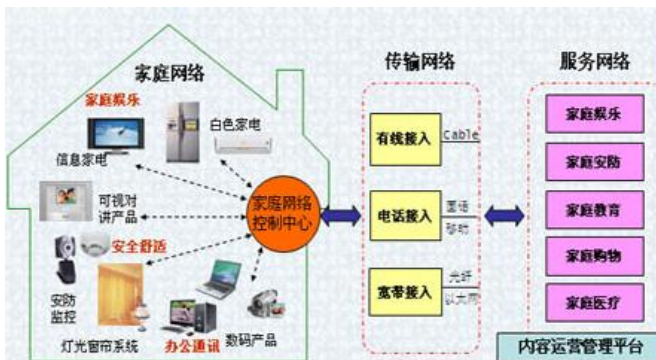 家庭网络
家庭娱乐
白色家电
信息家电
可视对
讲产品
安全舒适
安防
监控
灯光窗帘系统
办公通讯
数码产品
家庭网络
控制中心
传输网络
有线接入
Cable
电话接入
固话
移动
宽带接入
光纤
以太网
服务网络
家庭娱乐
家庭安防
家庭教育
家庭购物
家庭医疗
内容运营管理平台